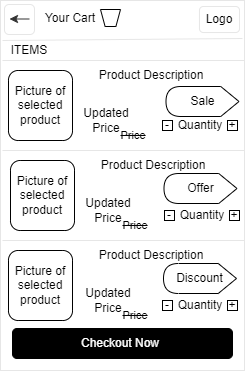 Your Cart
Logo
ITEMS
Product Description
Picture of
selected
product
Sale
Updated
Price Price
- Quantity +
Product Description
Picture of
selected
product
Offer
Updated
Price Price
- Quantity +
Product Description
Picture of
selected
product
Discount
Updated
Price Price
- Quantity +
Checkout Now